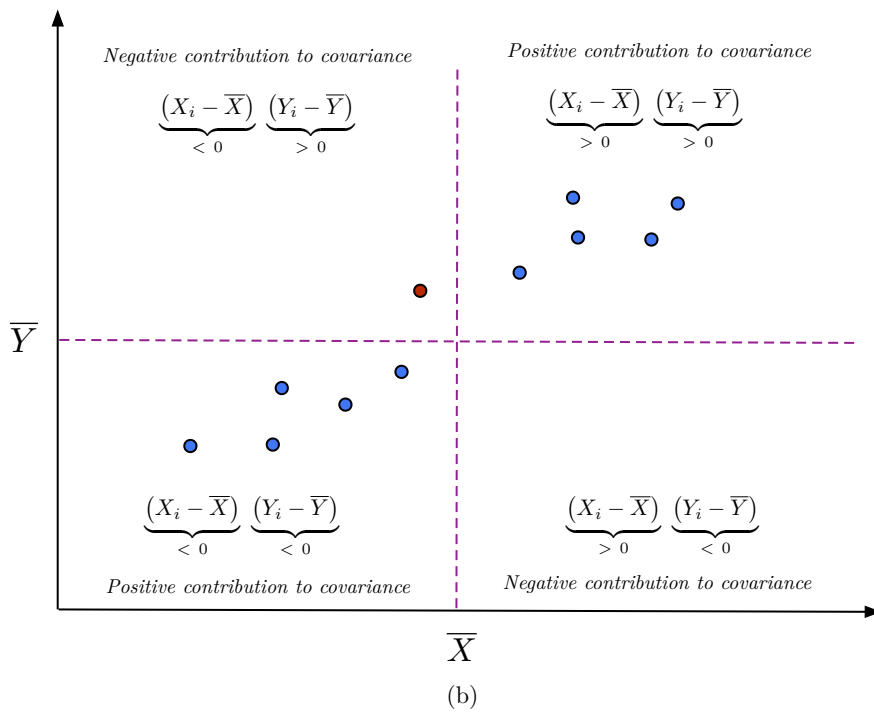 Negative contribution to covariance
Positive contribution to covariance
(X_i − X̅) (Y_i − Y̅)
< 0 > 0
(X_i − X̅) (Y_i − Y̅)
> 0 > 0
Y̅
(X_i − X̅) (Y_i − Y̅)
< 0 < 0
(X_i − X̅) (Y_i − Y̅)
> 0 < 0
Positive contribution to covariance
Negative contribution to covariance
X̅
(b)